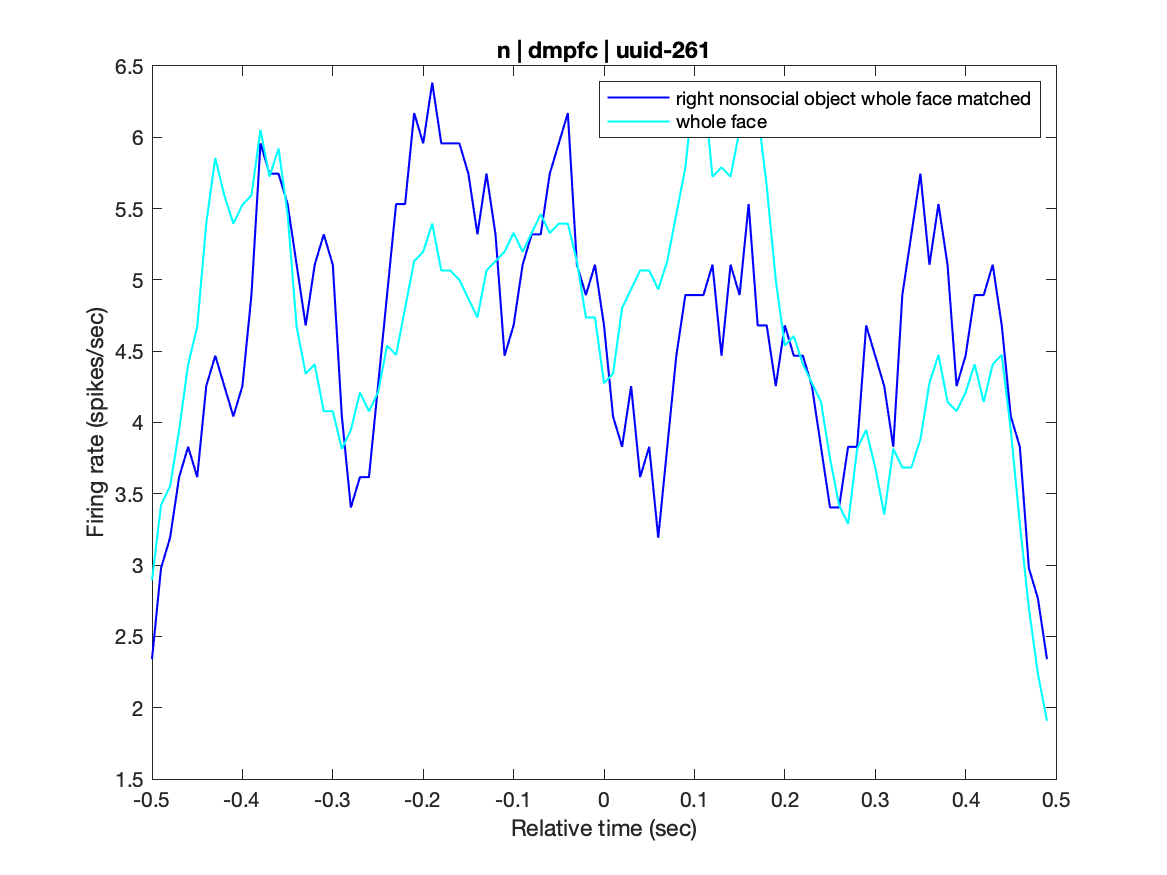 n | dmpfc | uuid-261
right nonsocial object whole face matched
whole face
6.5
6
5.5
5
4.5
4
3.5
3
2.5
2
1.5
Firing rate (spikes/sec)
-0.5 -0.4 -0.3 -0.2 -0.1 0 0.1 0.2 0.3 0.4 0.5
Relative time (sec)